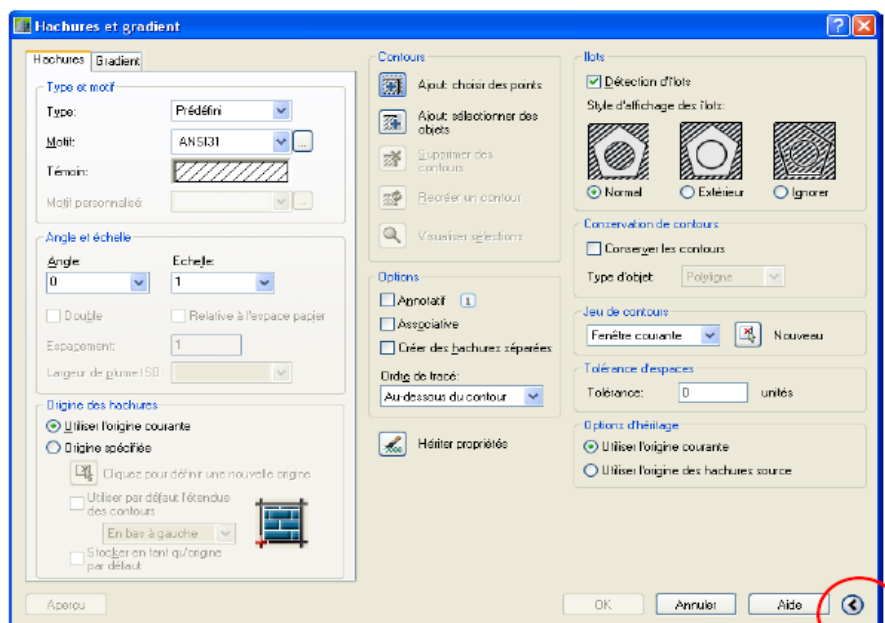 Hachures et gradient
Hachures
Gradient
Type et motif
Type:
Prédéfini
Motif:
ANSI31
...
Témoin:
Motif personnalisé:
...
Angle et échelle
Angle:
Echelle:
0
1
Double
Relative à l'espace papier
Espacement:
1
Largeur de plume ISO:
Origine des hachures
Utiliser l'origine courante
Origine spécifiée
Cliquez pour définir une nouvelle origine
Utiliser par défaut l'étendue
des contours
En bas à gauche
Stocker en tant qu'origine
par défaut
Aperçu
Contours
Ajout: choisir des points
Ajout: sélectionner des
objets
Supprimer des
contours
Recréer un contour
Visualiser sélections
Options
Annotatif
Associative
Créer des hachures séparées
Ordre de tracé:
Au-dessous du contour
Hériter propriétés
Ilots
Détection d'îlots
Style d'affichage des îlots:
Normal
Extérieur
Ignorer
Conservation de contours
Conserver les contours
Type d'objet:
Polyligne
Jeu de contours
Fenêtre courante
Nouveau
Tolérance d'espaces
Tolérance:
0
unités
Options d'héritage
Utiliser l'origine courante
Utiliser l'origine des hachures source
OK
Annuler
Aide